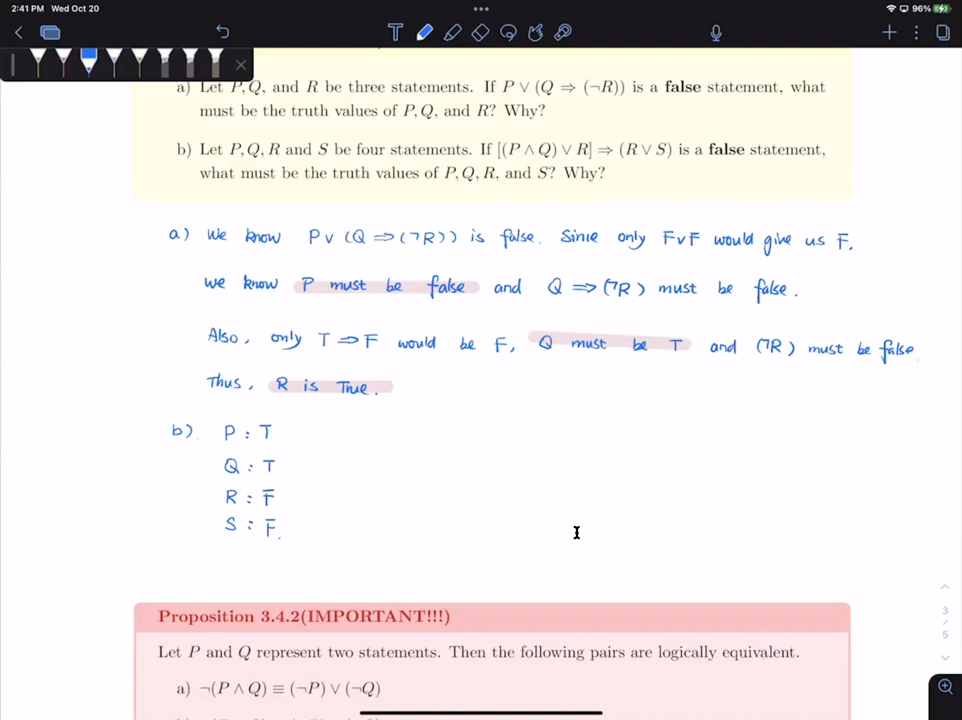 2:41 PM Wed Oct 20
96%
a) Let P, Q, and R be three statements. If P ∨ (Q ⇒ (¬R)) is a false statement, what
must be the truth values of P, Q, and R? Why?
b) Let P, Q, R and S be four statements. If [(P ∧ Q) ∨ R] ⇒ (R ∨ S) is a false statement,
what must be the truth values of P, Q, R, and S? Why?
a) We know P ∨ (Q ⇒ (¬R)) is false. Since only F∨F would give us F,
we know P must be false and Q ⇒ (¬R) must be false.
Also, only T ⇒ F would be F, Q must be T and (¬R) must be false.
Thus, R is True.
b). P : T
Q : T
R : F
S : F.
Proposition 3.4.2(IMPORTANT!!!)
Let P and Q represent two statements. Then the following pairs are logically equivalent.
a) ¬(P ∧ Q) ≡ (¬P) ∨ (¬Q)
3
/
5